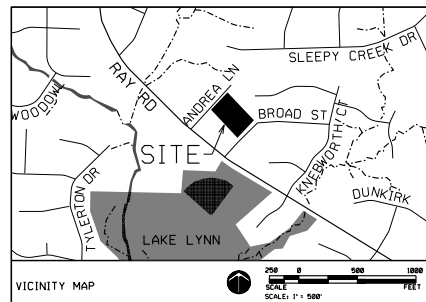 SLEEPY CREEK DR
RAY RD
ANDREA LN
WOODOWL
BROAD ST
SITE
KNEBWORTH CT
TYLERTON DR
DUNKIRK
LAKE LYNN
VICINITY MAP
250 0 500 1000
SCALE FEET
SCALE: 1" = 500'